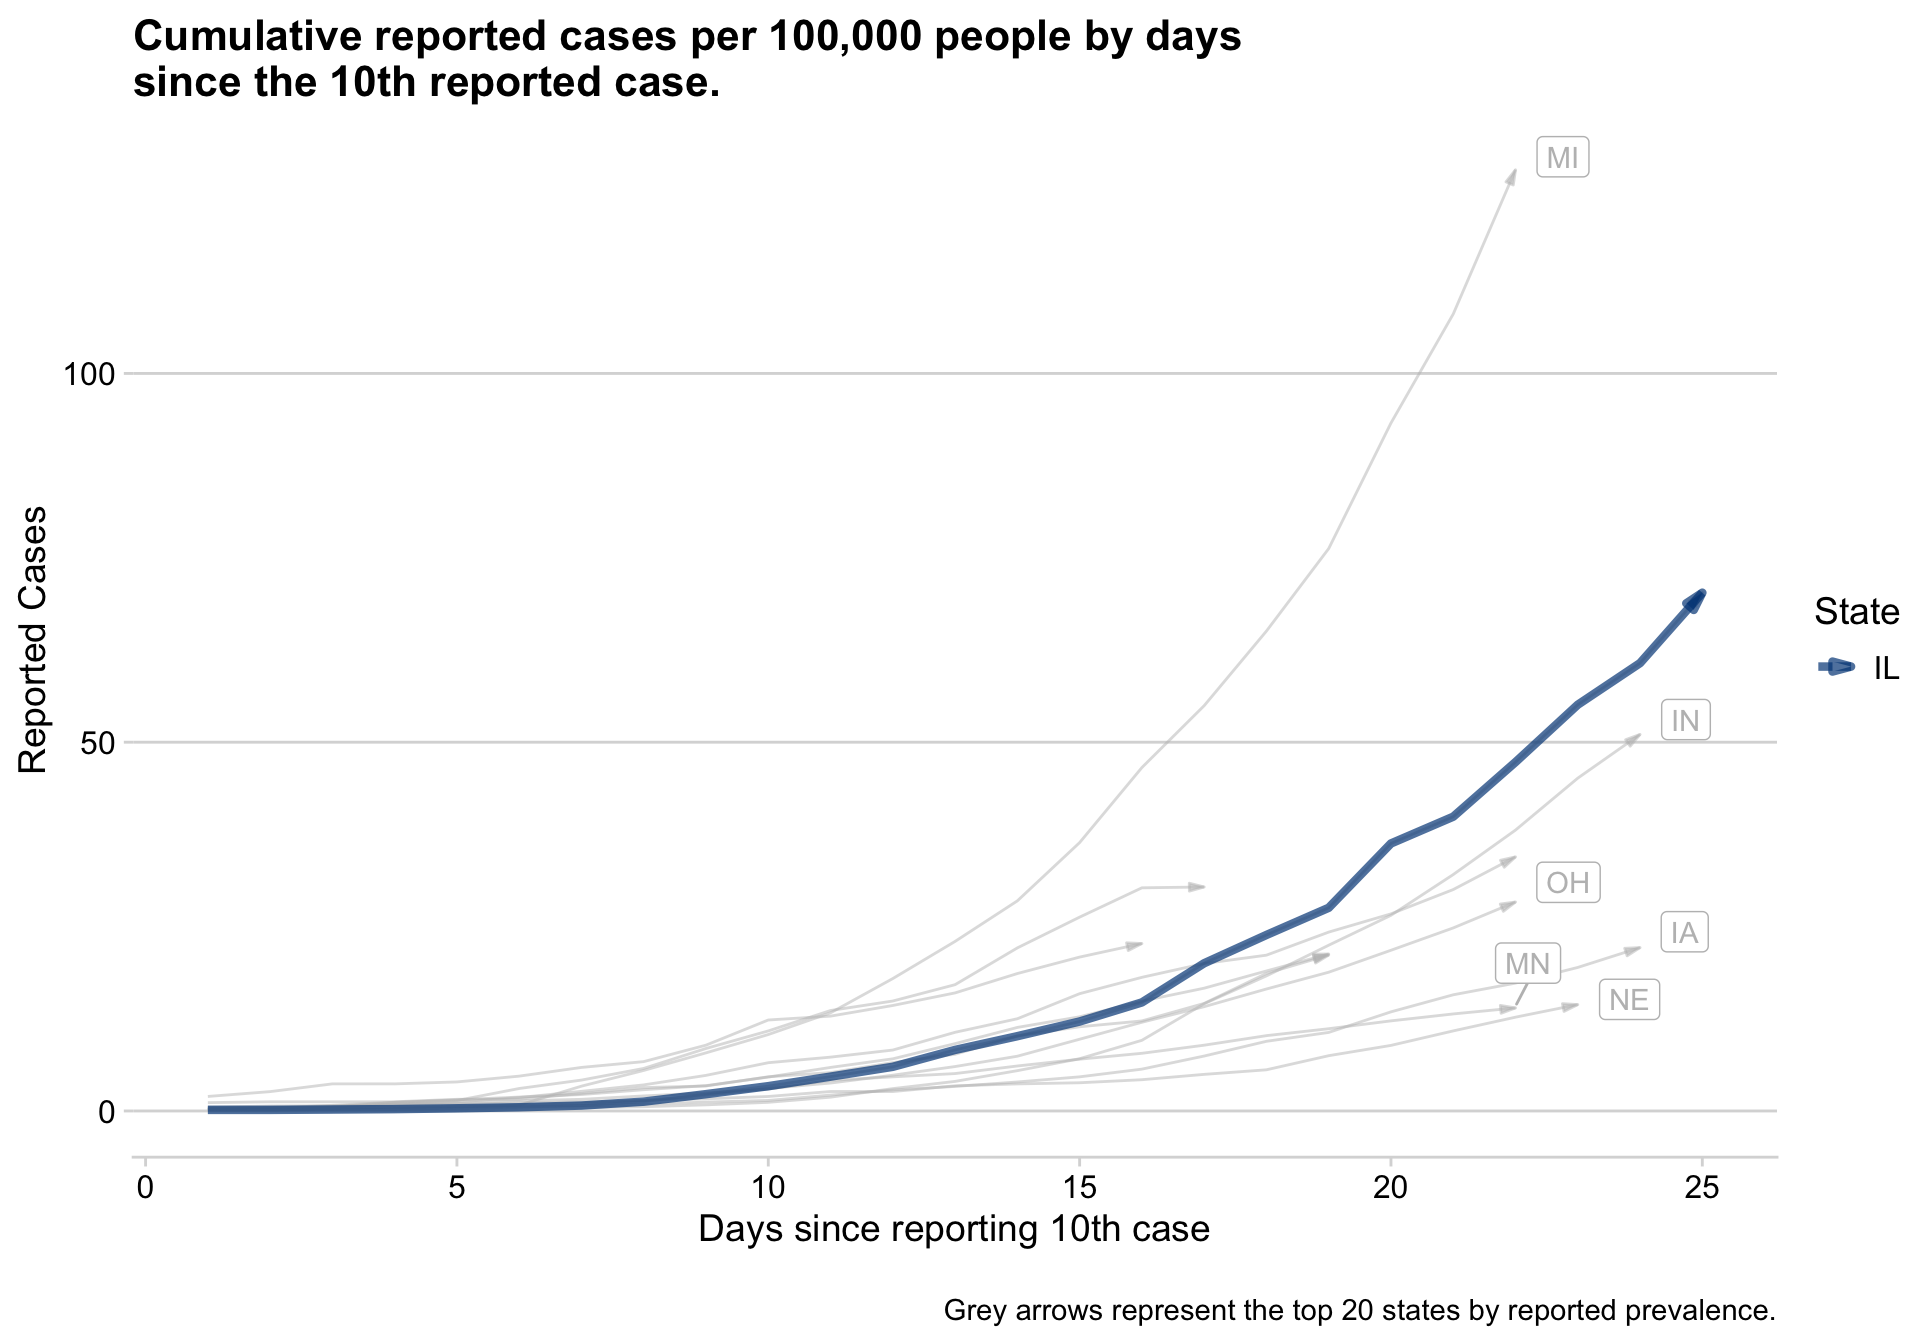 Cumulative reported cases per 100,000 people by days
since the 10th reported case.
MI
100
Reported Cases
State
IL
IN
50
OH
IA
MN
NE
0
0 5 10 15 20 25
Days since reporting 10th case
Grey arrows represent the top 20 states by reported prevalence.